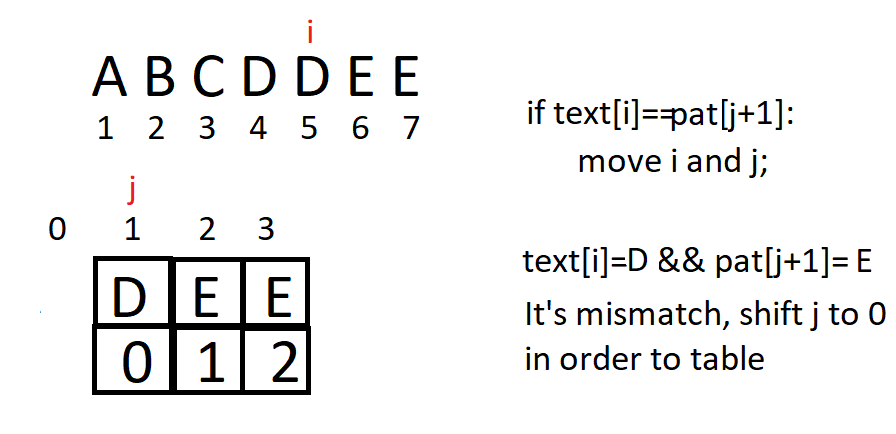 i
A B C D D E E
1 2 3 4 5 6 7
j
0 1 2 3
D E E
0 1 2
if text[i]==pat[j+1]:
move i and j;
text[i]=D && pat[j+1]= E
It's mismatch, shift j to 0
in order to table